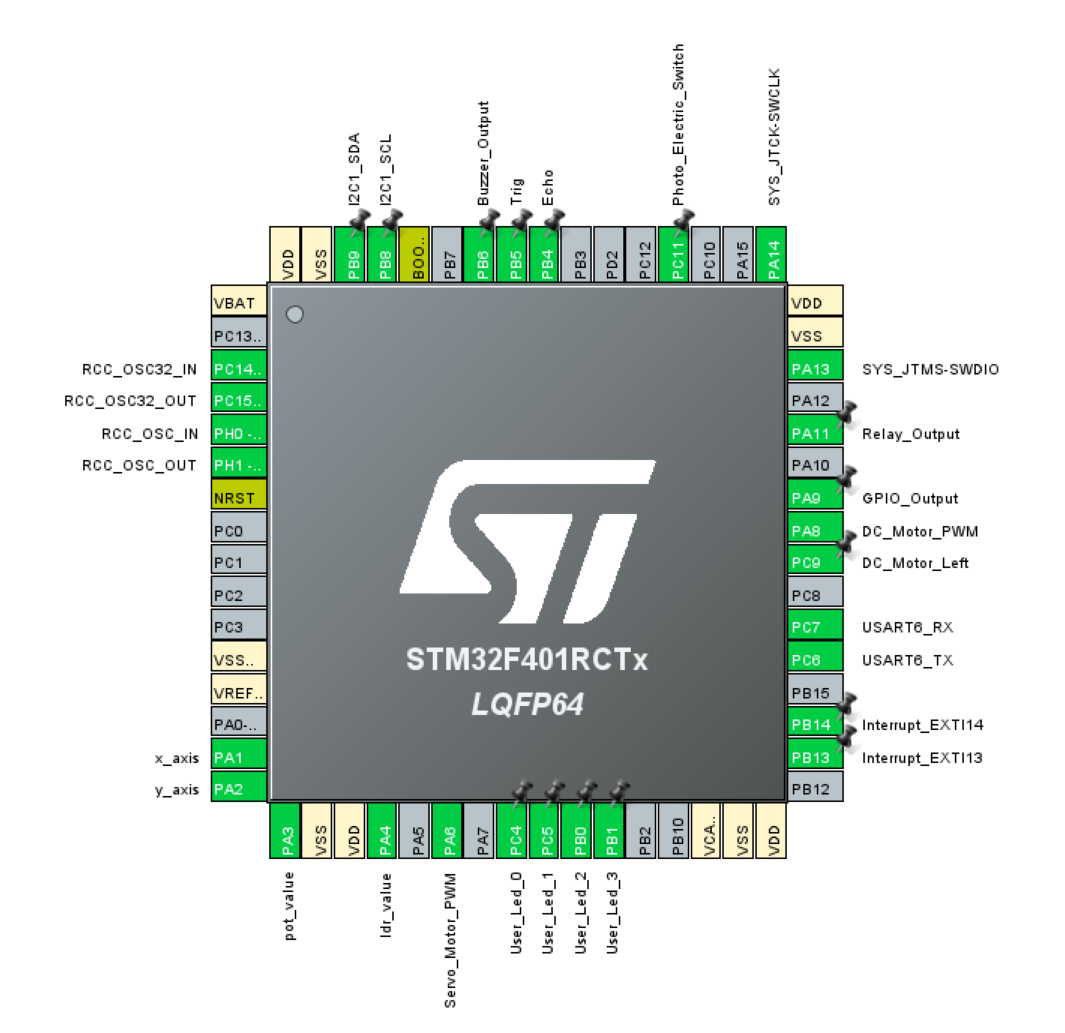 I2C1_SDA
I2C1_SCL
Buzzer_Output
Trig
Echo
Photo_Electric_Switch
SYS_JTCK-SWCLK
VDD
VSS
PB9
PB8
BOO..
PB7
PB6
PB5
PB4
PB3
PD2
PC12
PC11
PC10
PA15
PA14
VBAT
PC13..
RCC_OSC32_IN PC14..
RCC_OSC32_OUT PC15..
RCC_OSC_IN PH0 -..
RCC_OSC_OUT PH1 -..
NRST
PC0
PC1
PC2
PC3
VSS..
VREF..
PA0-..
x_axis PA1
y_axis PA2
STM32F401RCTx
LQFP64
VDD
VSS
PA13 SYS_JTMS-SWDIO
PA12
PA11 Relay_Output
PA10
PA9 GPIO_Output
PA8 DC_Motor_PWM
PC9 DC_Motor_Left
PC8
PC7 USART6_RX
PC6 USART6_TX
PB15
PB14 Interrupt_EXTI14
PB13 Interrupt_EXTI13
PB12
PA3
VSS
VDD
PA4
PA5
PA6
PA7
PC4
PC5
PB0
PB1
PB2
PB10
VCA..
VSS
VDD
pot_value
ldr_value
Servo_Motor_PWM
User_Led_0
User_Led_1
User_Led_2
User_Led_3